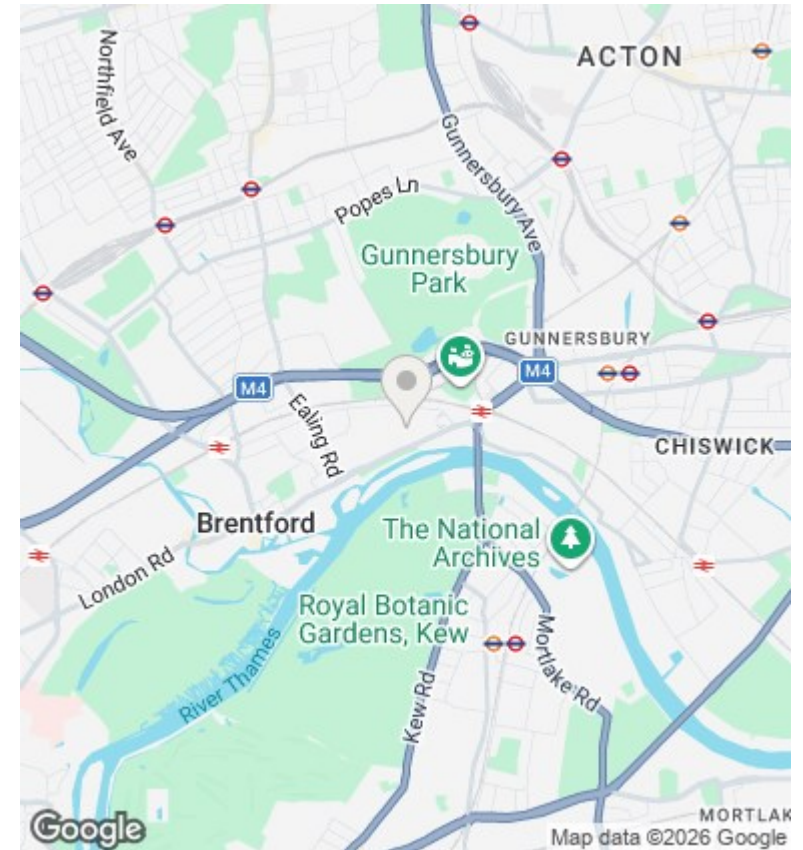 ACTON
Northfield Ave
Gunnersbury Ave
Popes Ln
Gunnersbury
Park
GUNNERSBURY
M4
M4
Ealing Rd
CHISWICK
Brentford
The National
Archives
London Rd
Royal Botanic
Gardens, Kew
Mortlake Rd
River Thames
Kew Rd
MORTLAK
Google
Map data ©2026 Google